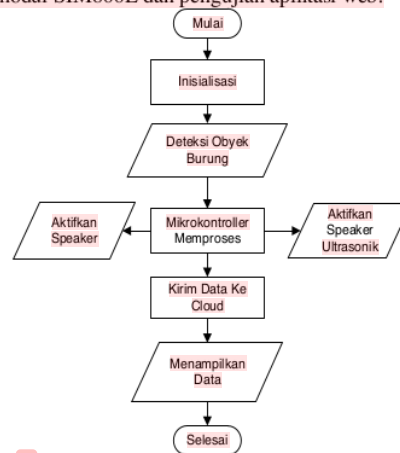 modul SIM800L dan pengujian aplikasi web.
Mulai
Inisialisasi
Deteksi Obyek
Burung
Aktifkan
Speaker
Mikrokontroller
Memproses
Aktifkan
Speaker
Ultrasonik
Kirim Data Ke
Cloud
Menampilkan
Data
Selesai